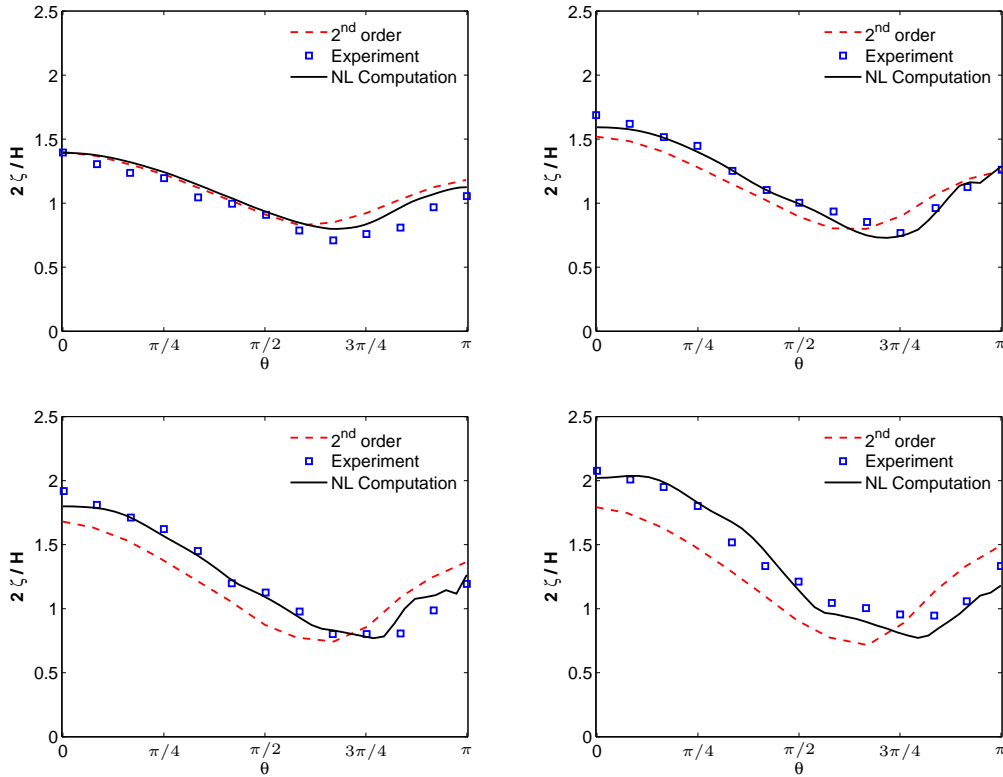 2.5
2
1.5
1
0.5
0
2 ζ / H
2nd order
Experiment
NL Computation
0
π/4
π/2
3π/4
π
θ
2.5
2
1.5
1
0.5
0
2 ζ / H
2nd order
Experiment
NL Computation
0
π/4
π/2
3π/4
π
θ
2.5
2
1.5
1
0.5
0
2 ζ / H
2nd order
Experiment
NL Computation
0
π/4
π/2
3π/4
π
θ
2.5
2
1.5
1
0.5
0
2 ζ / H
2nd order
Experiment
NL Computation
0
π/4
π/2
3π/4
π
θ